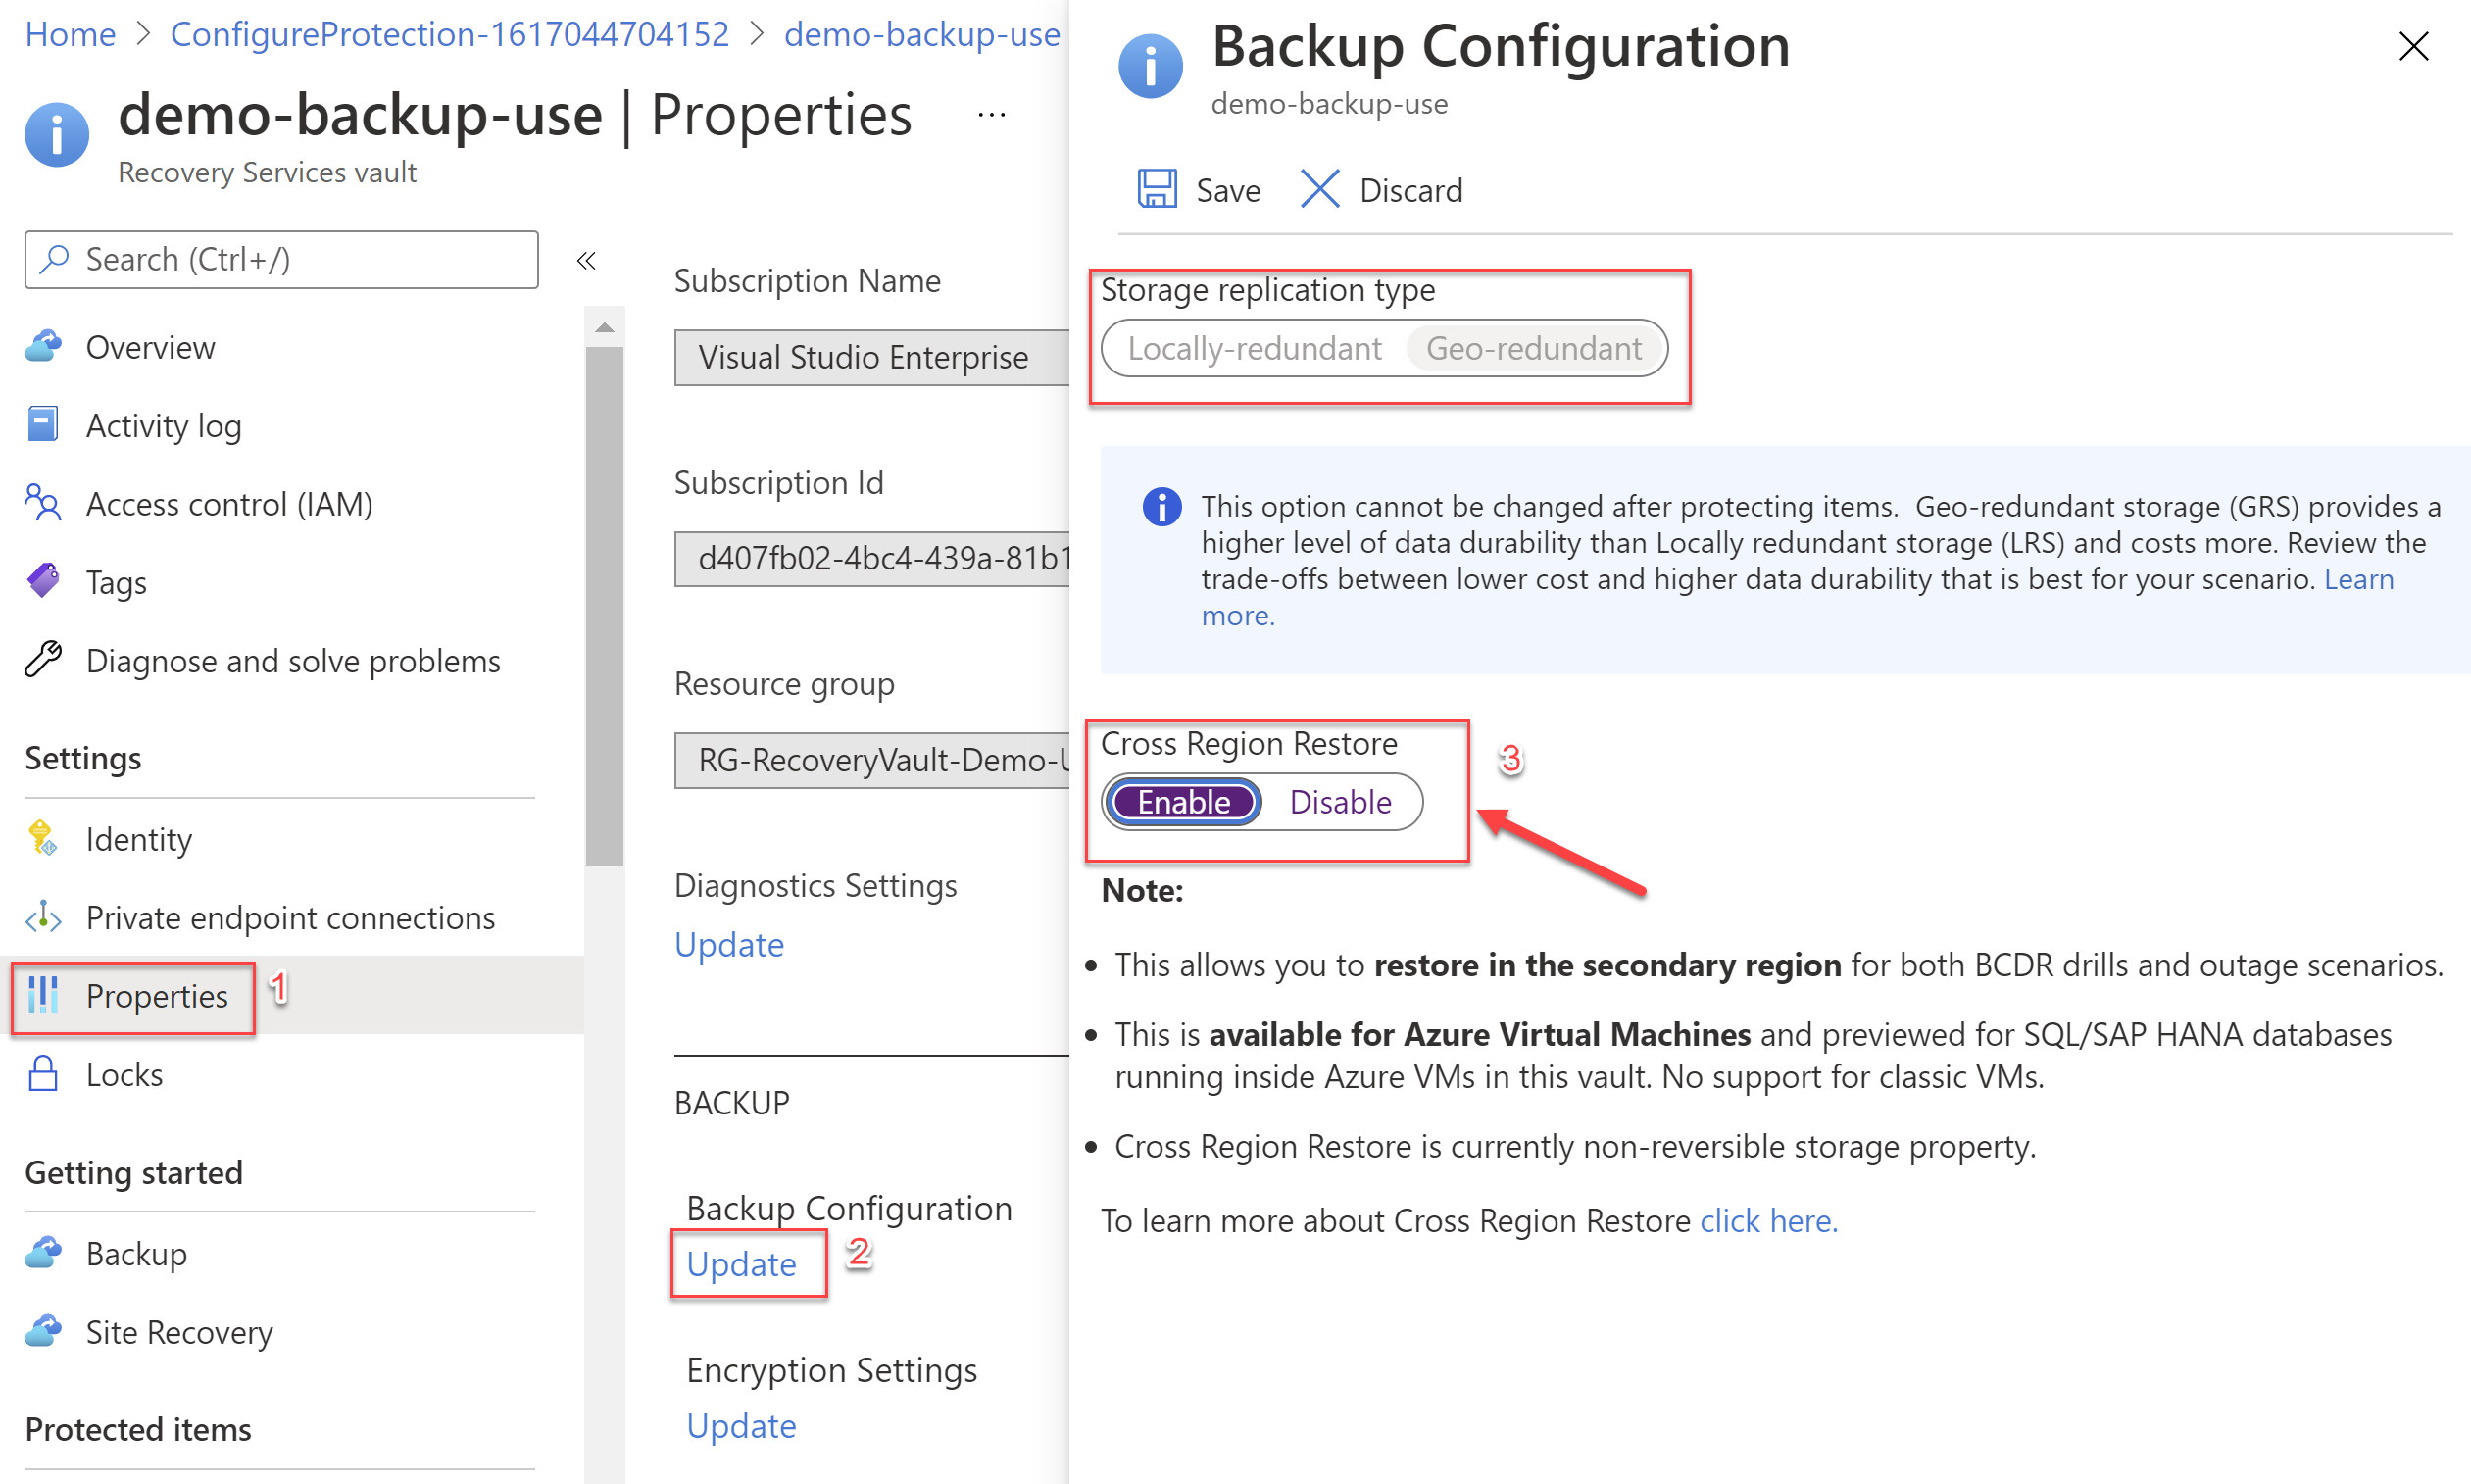 Home > ConfigureProtection-1617044704152 > demo-backup-use
demo-backup-use | Properties ...
Recovery Services vault
Search (Ctrl+/)
«
Overview
Activity log
Access control (IAM)
Tags
Diagnose and solve problems
Settings
Identity
Private endpoint connections
Properties 1
Locks
Getting started
Backup
Site Recovery
Protected items
Subscription Name
Visual Studio Enterprise
Subscription Id
d407fb02-4bc4-439a-81b1
Resource group
RG-RecoveryVault-Demo-U
Diagnostics Settings
Update
BACKUP
Backup Configuration
Update 2
Encryption Settings
Update
Backup Configuration
demo-backup-use
Save Discard
Storage replication type
Locally-redundant Geo-redundant
This option cannot be changed after protecting items. Geo-redundant storage (GRS) provides a
higher level of data durability than Locally redundant storage (LRS) and costs more. Review the
trade-offs between lower cost and higher data durability that is best for your scenario. Learn
more.
Cross Region Restore 3
Enable Disable
Note:
• This allows you to restore in the secondary region for both BCDR drills and outage scenarios.
• This is available for Azure Virtual Machines and previewed for SQL/SAP HANA databases
running inside Azure VMs in this vault. No support for classic VMs.
• Cross Region Restore is currently non-reversible storage property.
To learn more about Cross Region Restore click here.